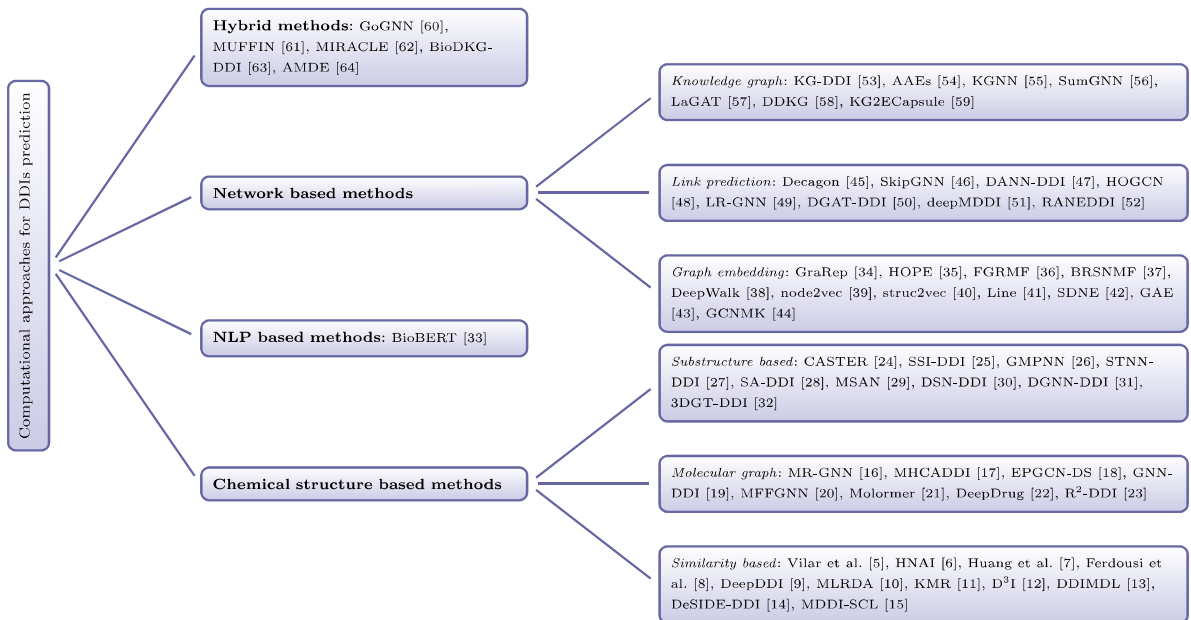 Computational approaches for DDIs prediction
Hybrid methods: GoGNN [60],
MUFFIN [61], MIRACLE [62], BioDKG-
DDI [63], AMDE [64]
Network based methods
Knowledge graph: KG-DDI [53], AAEs [54], KGNN [55], SumGNN [56],
LaGAT [57], DDKG [58], KG2ECapsule [59]
Link prediction: Decagon [45], SkipGNN [46], DANN-DDI [47], HOGCN
[48], LR-GNN [49], DGAT-DDI [50], deepMDDI [51], RANEDDI [52]
Graph embedding: GraRep [34], HOPE [35], FGRMF [36], BRSNMF [37],
DeepWalk [38], node2vec [39], struc2vec [40], Line [41], SDNE [42], GAE
[43], GCNMK [44]
NLP based methods: BioBERT [33]
Chemical structure based methods
Substructure based: CASTER [24], SSI-DDI [25], GMPNN [26], STNN-
DDI [27], SA-DDI [28], MSAN [29], DSN-DDI [30], DGNN-DDI [31],
3DGT-DDI [32]
Molecular graph: MR-GNN [16], MHCADDI [17], EPGCN-DS [18], GNN-
DDI [19], MFFGNN [20], Molormer [21], DeepDrug [22], R²-DDI [23]
Similarity based: Vilar et al. [5], HNAI [6], Huang et al. [7], Ferdousi et
al. [8], DeepDDI [9], MLRDA [10], KMR [11], D³I [12], DDIMDL [13],
DeSIDE-DDI [14], MDDI-SCL [15]